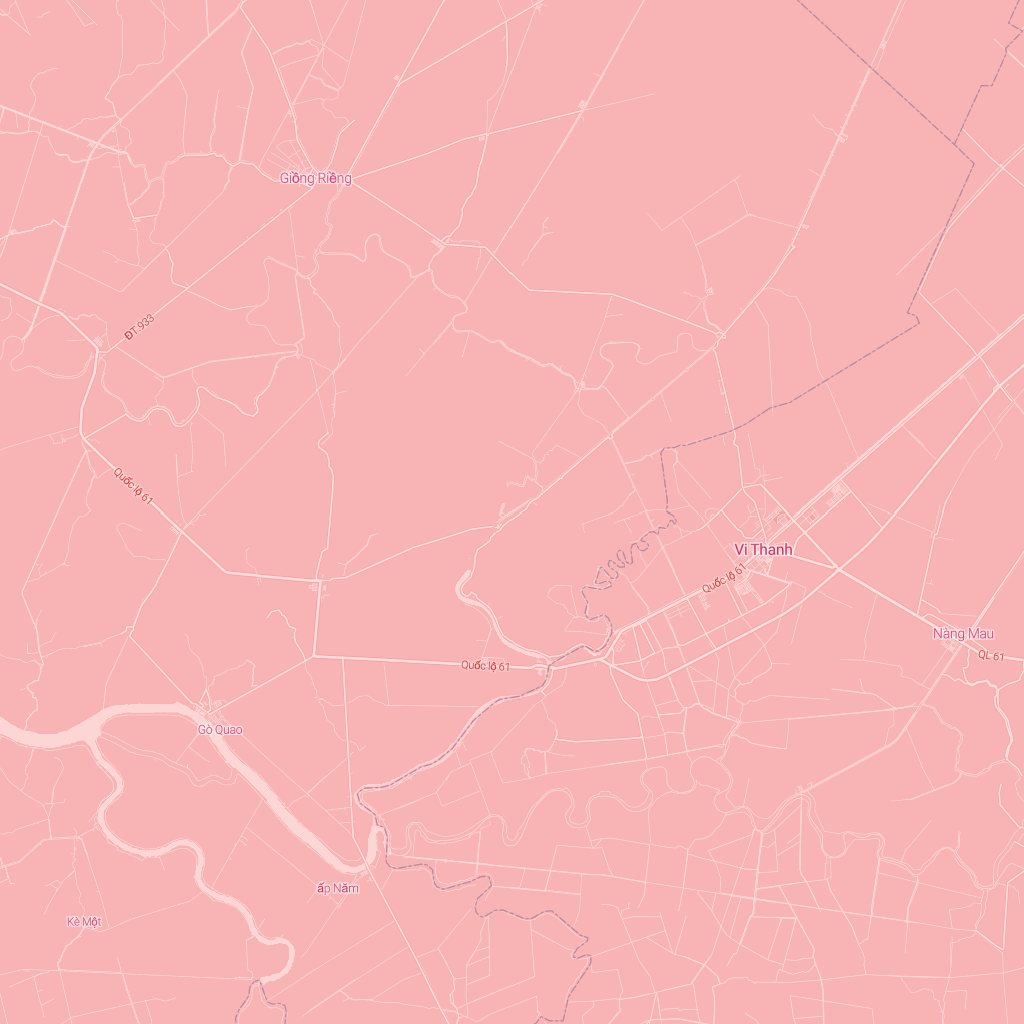 Giồng Riềng
ĐT.933
Quốc lộ 61
Vi Thanh
Quốc lộ 61
Nàng Mau
QL 61
Quốc lộ 61
Gò Quao
ấp Năm
Kè Một